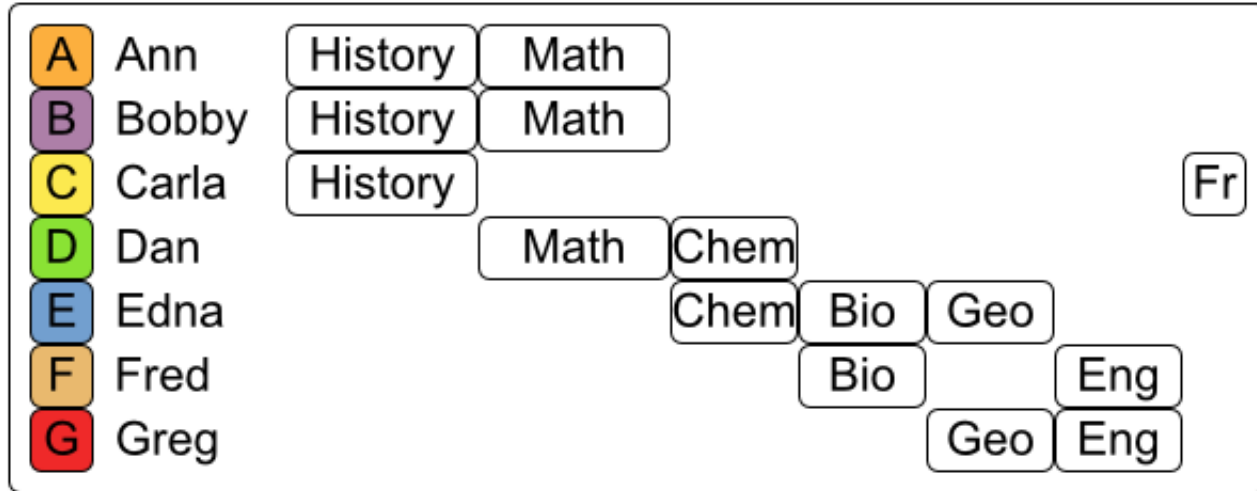 A Ann History Math
B Bobby History Math
C Carla History Fr
D Dan Math Chem
E Edna Chem Bio Geo
F Fred Bio Eng
G Greg Geo Eng